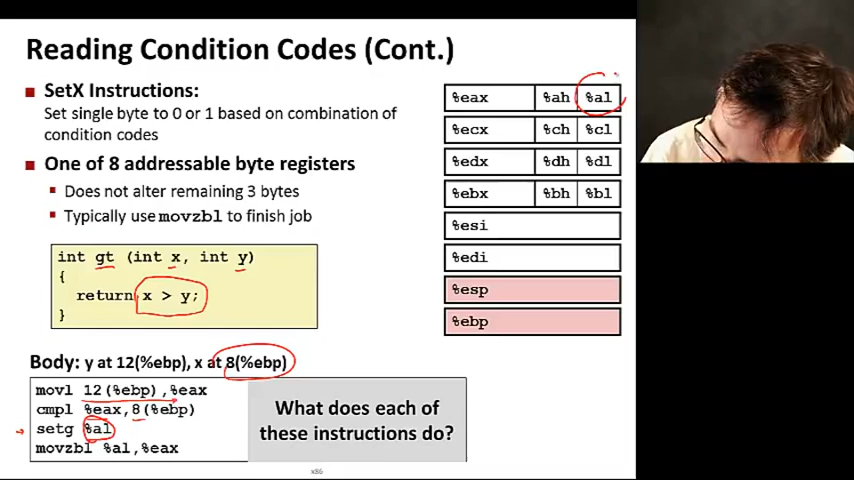 Reading Condition Codes (Cont.)
SetX Instructions:
Set single byte to 0 or 1 based on combination of
condition codes
One of 8 addressable byte registers
Does not alter remaining 3 bytes
Typically use movzbl to finish job
int gt (int x, int y)
{
return x > y;
}
Body: y at 12(%ebp), x at 8(%ebp)
movl 12(%ebp),%eax
cmpl %eax,8(%ebp)
setg %al
movzbl %al,%eax
What does each of
these instructions do?
%eax %ah %al
%ecx %ch %cl
%edx %dh %dl
%ebx %bh %bl
%esi
%edi
%esp
%ebp
x86